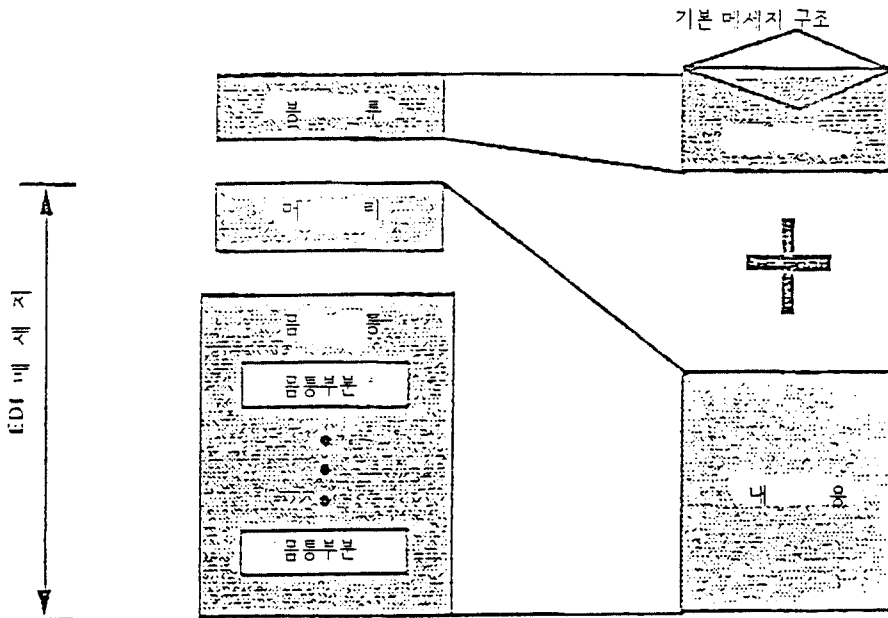 기본 메세지 구조
봉 투
머 리
몸 통
몸통부분
몸통부분
내 용
EDI 메 세 지